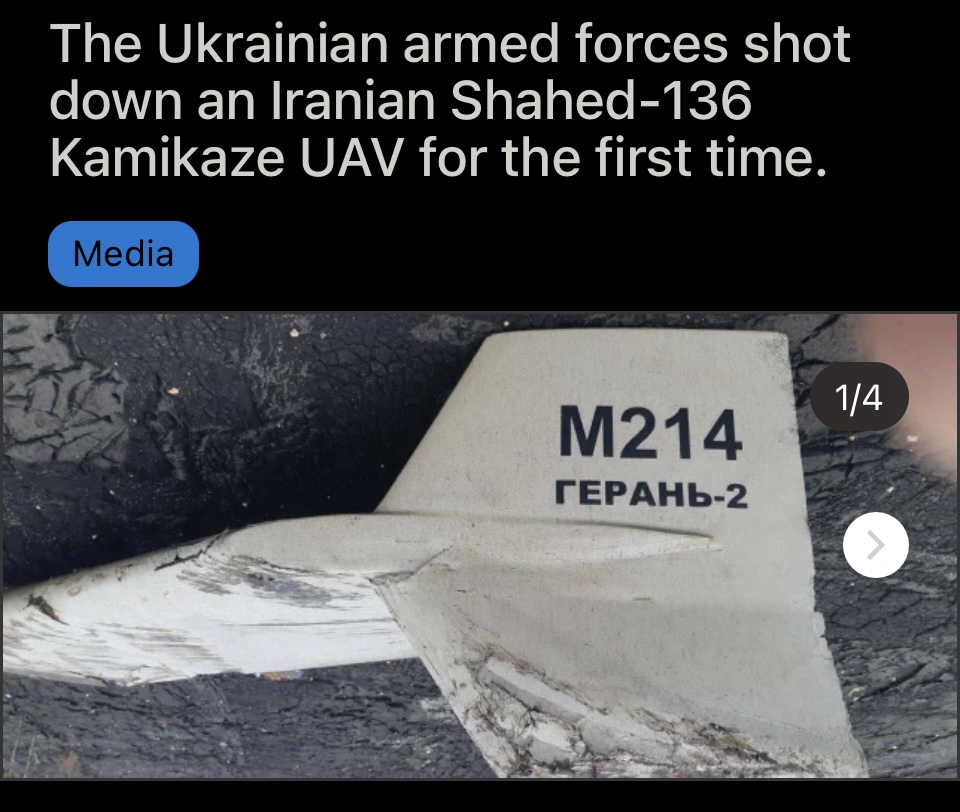 The Ukrainian armed forces shot
down an Iranian Shahed-136
Kamikaze UAV for the first time.
Media
1/4
М214
ГЕРАНЬ-2